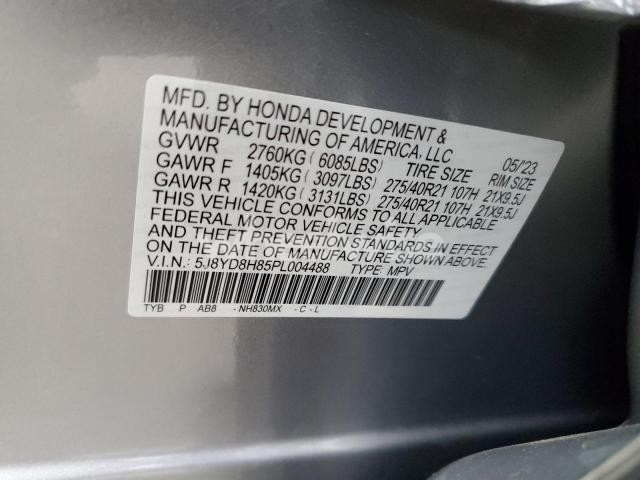 MFD. BY HONDA DEVELOPMENT &
MANUFACTURING OF AMERICA, LLC 05/'23
GVWR 2760KG ( 6085LBS) TIRE SIZE RIM SIZE
GAWR F 1405KG ( 3097LBS) 275/40R21 107H 21X9.5J
GAWR R 1420KG ( 3131LBS) 275/40R21 107H 21X9.5J
THIS VEHICLE CONFORMS TO ALL APPLICABLE
FEDERAL MOTOR VEHICLE SAFETY
AND THEFT PREVENTION STANDARDS IN EFFECT
ON THE DATE OF MANUFACTURE SHOWN ABOVE.
V.I.N.: 5J8YD8H85PL004488 TYPE: MPV
TYB P AB8 -NH830MX -C-L